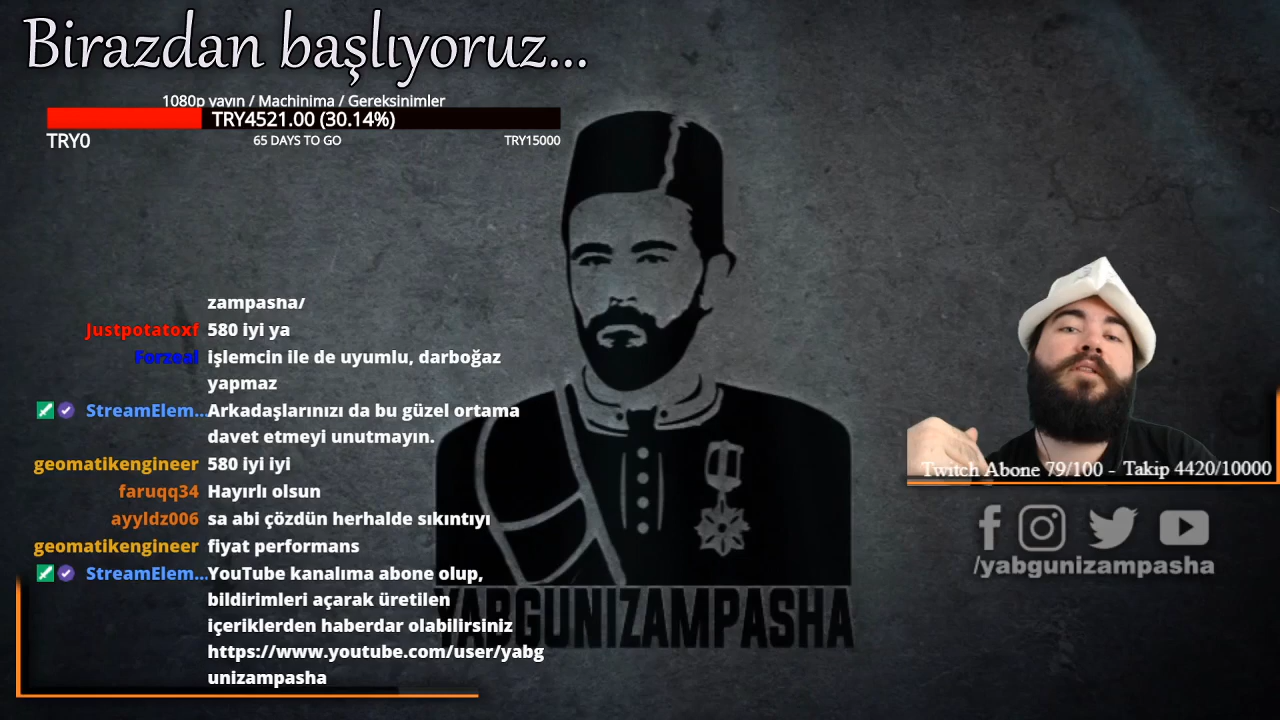 Birazdan başlıyoruz...
1080p yayın / Machinima / Gereksinimler
TRY4521.00 (30.14%)
TRY0 65 DAYS TO GO TRY15000
zampasha/
Justpotatoxf 580 iyi ya
Forzeal işlemcin ile de uyumlu, darboğaz
yapmaz
StreamElem... Arkadaşlarınızı da bu güzel ortama
davet etmeyi unutmayın.
geomatikengineer 580 iyi iyi
faruqq34 Hayırlı olsun
ayyldz006 sa abi çözdün herhalde sıkıntıyı
geomatikengineer fiyat performans
StreamElem... YouTube kanalıma abone olup,
bildirimleri açarak üretilen
içeriklerden haberdar olabilirsiniz
https://www.youtube.com/user/yabg
unizampasha
YABGUNIZAMPASHA
Twitch Abone 79/100 - Takip 4420/10000
/yabgunizampasha